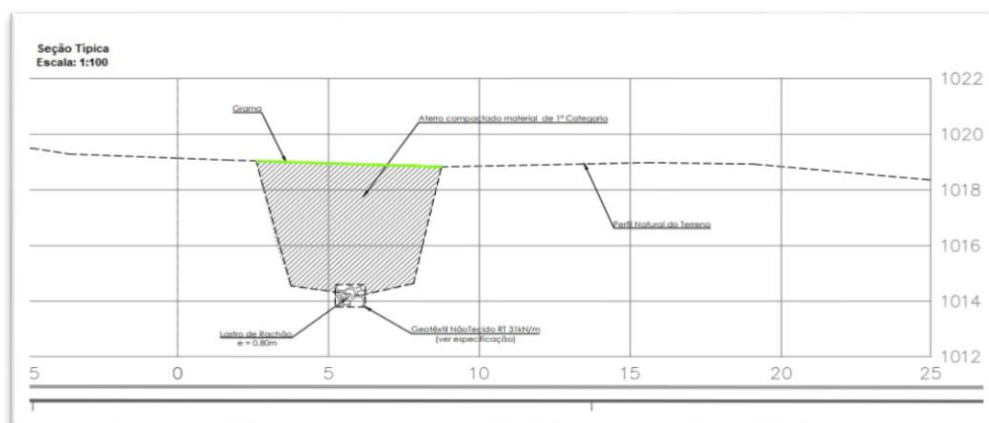 Seção Típica
Escala: 1:100
1022
Grama
Aterro compactado material de 1ª Categoria
1020
1018
Perfil Natural do Terreno
1016
1014
Lastro de Rachão
e = 0,80m
Geotêxtil NãoTecido RT 31kN/m
(ver especificação)
1012
5 0 5 10 15 20 25